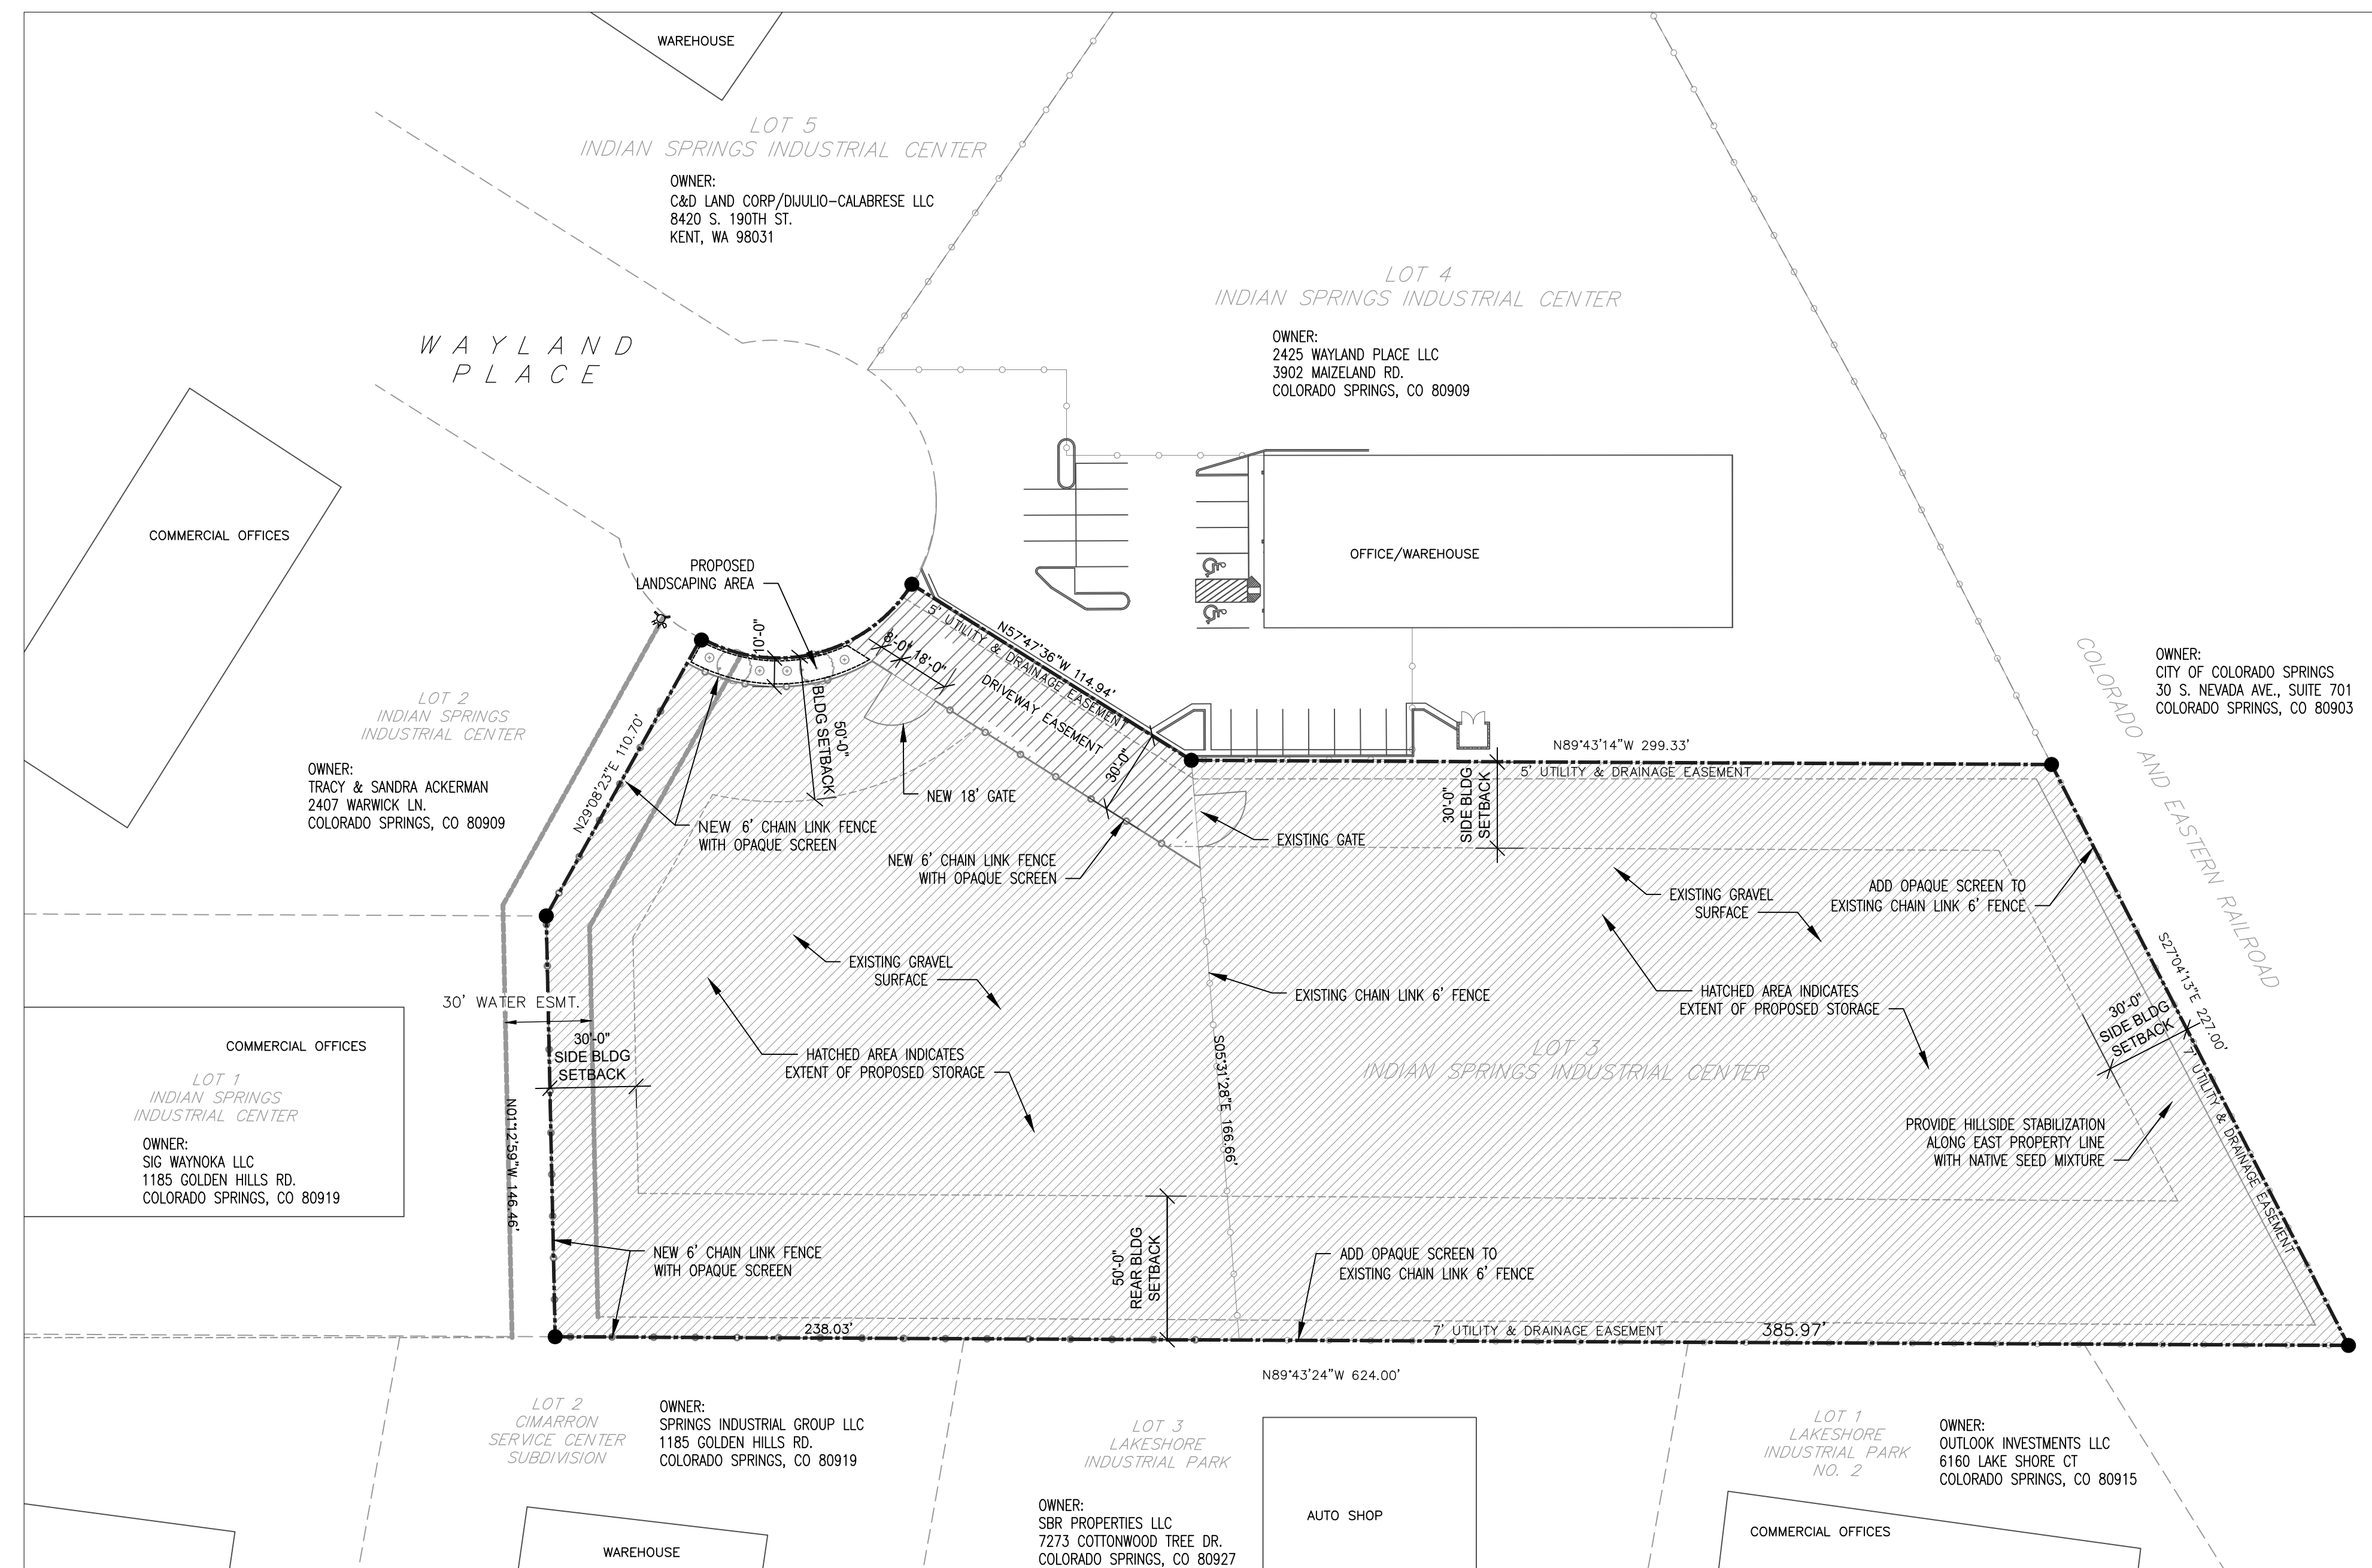 WAREHOUSE
LOT 5
INDIAN SPRINGS INDUSTRIAL CENTER
OWNER:
C&D LAND CORP/DIJULIO-CALABRESE LLC
8420 S. 190TH ST.
KENT, WA 98031
LOT 4
INDIAN SPRINGS INDUSTRIAL CENTER
OWNER:
2425 WAYLAND PLACE LLC
3902 MAIZELAND RD.
COLORADO SPRINGS, CO 80909
WAYLAND
PLACE
COMMERCIAL OFFICES
OFFICE/WAREHOUSE
PROPOSED
LANDSCAPING AREA
10'-0"
5' UTILITY & DRAINAGE EASEMENT
N57°47'36"W 114.94'
8'-0"
18'-0"
DRIVEWAY EASEMENT
30'-0"
50'-0"
BLDG SETBACK
NEW 18' GATE
LOT 2
INDIAN SPRINGS
INDUSTRIAL CENTER
OWNER:
TRACY & SANDRA ACKERMAN
2407 WARWICK LN.
COLORADO SPRINGS, CO 80909
N29°08'23"E 110.70'
NEW 6' CHAIN LINK FENCE
WITH OPAQUE SCREEN
NEW 6' CHAIN LINK FENCE
WITH OPAQUE SCREEN
EXISTING GATE
N89°43'14"W 299.33'
5' UTILITY & DRAINAGE EASEMENT
30'-0"
SIDE BLDG
SETBACK
COLORADO AND EASTERN RAILROAD
OWNER:
CITY OF COLORADO SPRINGS
30 S. NEVADA AVE., SUITE 701
COLORADO SPRINGS, CO 80903
ADD OPAQUE SCREEN TO
EXISTING CHAIN LINK 6' FENCE
EXISTING GRAVEL
SURFACE
EXISTING GRAVEL
SURFACE
S27°04'13"E 227.00'
30'-0"
SIDE BLDG
SETBACK
7' UTILITY & DRAINAGE EASEMENT
HATCHED AREA INDICATES
EXTENT OF PROPOSED STORAGE
EXISTING CHAIN LINK 6' FENCE
30' WATER ESMT.
30'-0"
SIDE BLDG
SETBACK
HATCHED AREA INDICATES
EXTENT OF PROPOSED STORAGE
S05°31'28"E 166.66'
LOT 3
INDIAN SPRINGS INDUSTRIAL CENTER
COMMERCIAL OFFICES
LOT 1
INDIAN SPRINGS
INDUSTRIAL CENTER
OWNER:
SIG WAYNOKA LLC
1185 GOLDEN HILLS RD.
COLORADO SPRINGS, CO 80919
N01°12'59"W 146.46'
PROVIDE HILLSIDE STABILIZATION
ALONG EAST PROPERTY LINE
WITH NATIVE SEED MIXTURE
NEW 6' CHAIN LINK FENCE
WITH OPAQUE SCREEN
50'-0"
REAR BLDG
SETBACK
ADD OPAQUE SCREEN TO
EXISTING CHAIN LINK 6' FENCE
238.03'
7' UTILITY & DRAINAGE EASEMENT
385.97'
N89°43'24"W 624.00'
LOT 2
CIMARRON
SERVICE CENTER
SUBDIVISION
OWNER:
SPRINGS INDUSTRIAL GROUP LLC
1185 GOLDEN HILLS RD.
COLORADO SPRINGS, CO 80919
LOT 3
LAKESHORE
INDUSTRIAL PARK
OWNER:
SBR PROPERTIES LLC
7273 COTTONWOOD TREE DR.
COLORADO SPRINGS, CO 80927
LOT 1
LAKESHORE
INDUSTRIAL PARK
NO. 2
OWNER:
OUTLOOK INVESTMENTS LLC
6160 LAKE SHORE CT
COLORADO SPRINGS, CO 80915
WAREHOUSE
AUTO SHOP
COMMERCIAL OFFICES